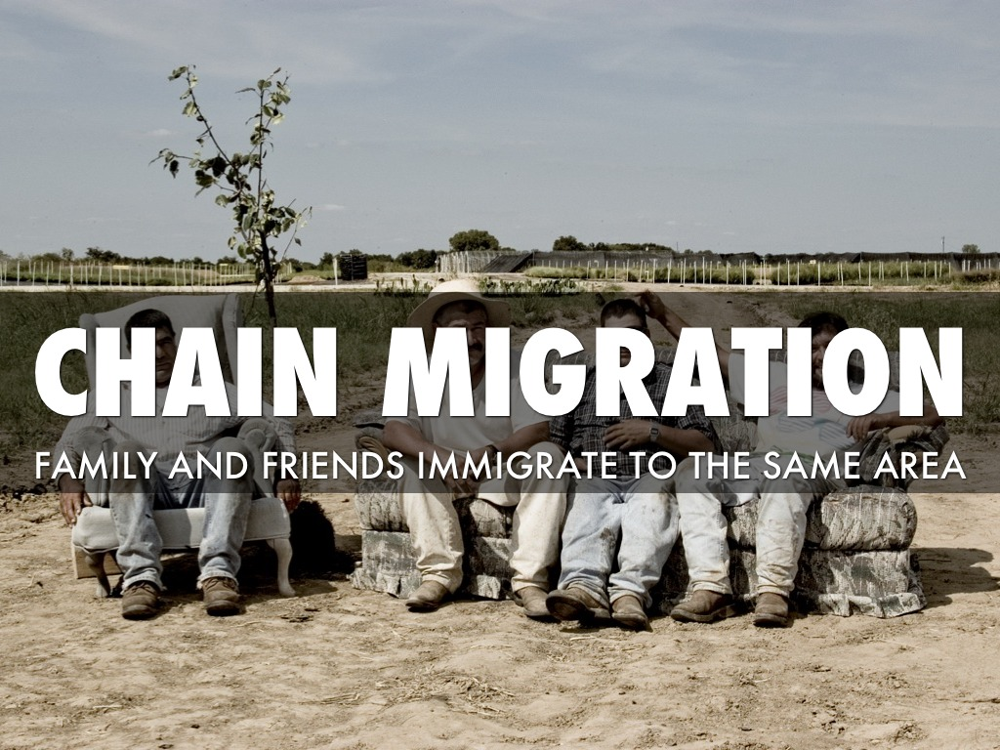 CHAIN MIGRATION
FAMILY AND FRIENDS IMMIGRATE TO THE SAME AREA